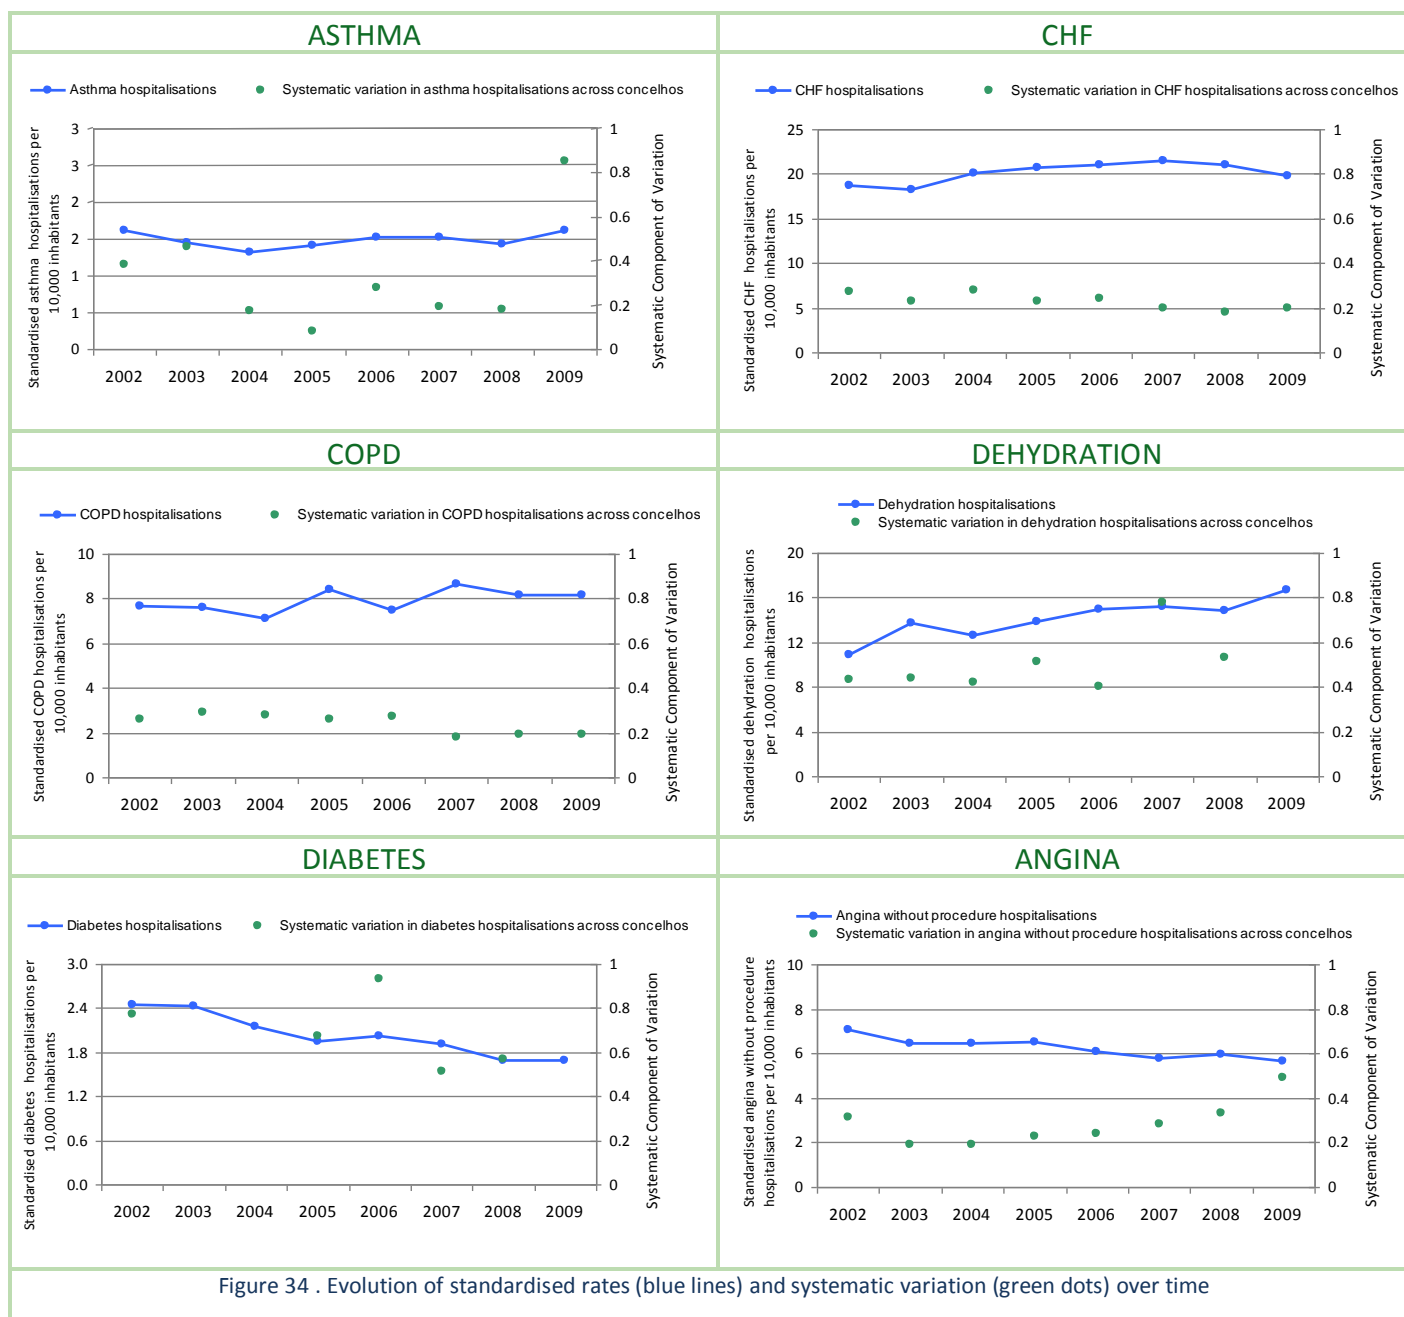 ASTHMA
Asthma hospitalisations
Systematic variation in asthma hospitalisations across concelhos
Standardised asthma hospitalisations per
10,000 inhabitants
3
3
2
2
1
1
0
1
0.8
0.6
0.4
0.2
0
Systematic Component of Variation
2002 2003 2004 2005 2006 2007 2008 2009
CHF
CHF hospitalisations
Systematic variation in CHF hospitalisations across concelhos
Standardised CHF hospitalisations per
10,000 inhabitants
25
20
15
10
5
0
1
0.8
0.6
0.4
0.2
0
Systematic Component of Variation
2002 2003 2004 2005 2006 2007 2008 2009
COPD
COPD hospitalisations
Systematic variation in COPD hospitalisations across concelhos
Standardised COPD hospitalisations per
10,000 inhabitants
10
8
6
4
2
0
1
0.8
0.6
0.4
0.2
0
Systematic Component of Variation
2002 2003 2004 2005 2006 2007 2008 2009
DEHYDRATION
Dehydration hospitalisations
Systematic variation in dehydration hospitalisations across concelhos
Standardised dehydration hospitalisations
per 10,000 inhabitants
20
16
12
8
4
0
1
0.8
0.6
0.4
0.2
0
Systematic Component of Variation
2002 2003 2004 2005 2006 2007 2008 2009
DIABETES
Diabetes hospitalisations
Systematic variation in diabetes hospitalisations across concelhos
Standardised diabetes hospitalisations per
10,000 inhabitants
3.0
2.4
1.8
1.2
0.6
0.0
1
0.8
0.6
0.4
0.2
0
Systematic Component of Variation
2002 2003 2004 2005 2006 2007 2008 2009
ANGINA
Angina without procedure hospitalisations
Systematic variation in angina without procedure hospitalisations across concelhos
Standardised angina without procedure
hospitalisations per 10,000 inhabitants
10
8
6
4
2
0
1
0.8
0.6
0.4
0.2
0
Systematic Component of Variation
2002 2003 2004 2005 2006 2007 2008 2009
Figure 34 . Evolution of standardised rates (blue lines) and systematic variation (green dots) over time